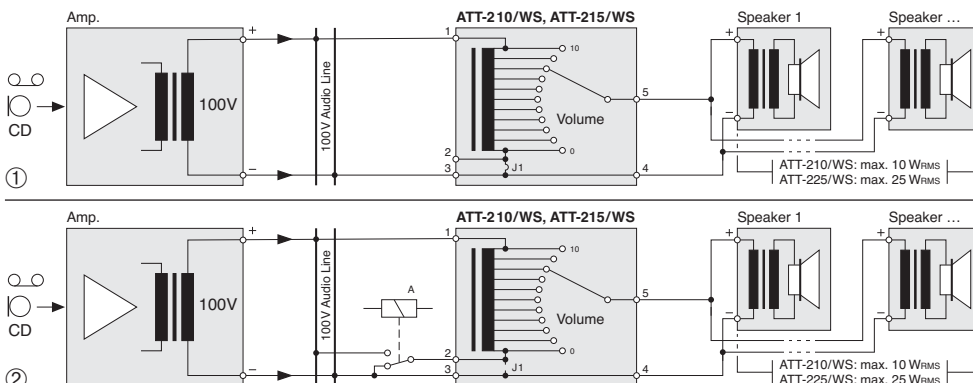 Amp.
ATT-210/WS, ATT-215/WS
Speaker 1
Speaker …
+
1
10
+
+
5
100V
100V Audio Line
Volume
CD
2
0
–
3
J1
4
–
–
①
ATT-210/WS: max. 10 WRMS
ATT-225/WS: max. 25 WRMS
Amp.
ATT-210/WS, ATT-215/WS
Speaker 1
Speaker …
+
1
10
+
+
A
5
100V
100V Audio Line
Volume
CD
2
0
–
3
J1
4
–
–
②
ATT-210/WS: max. 10 WRMS
ATT-225/WS: max. 25 WRMS